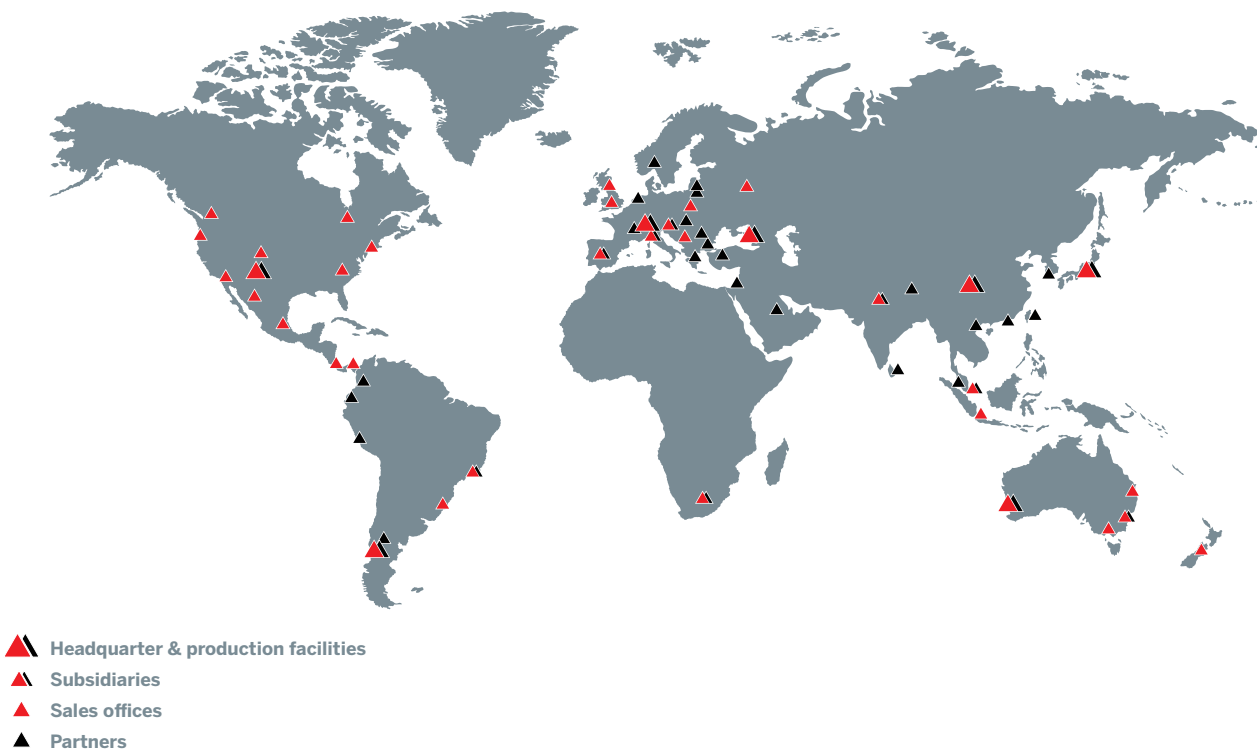 Headquarter & production facilities
Subsidiaries
Sales offices
Partners